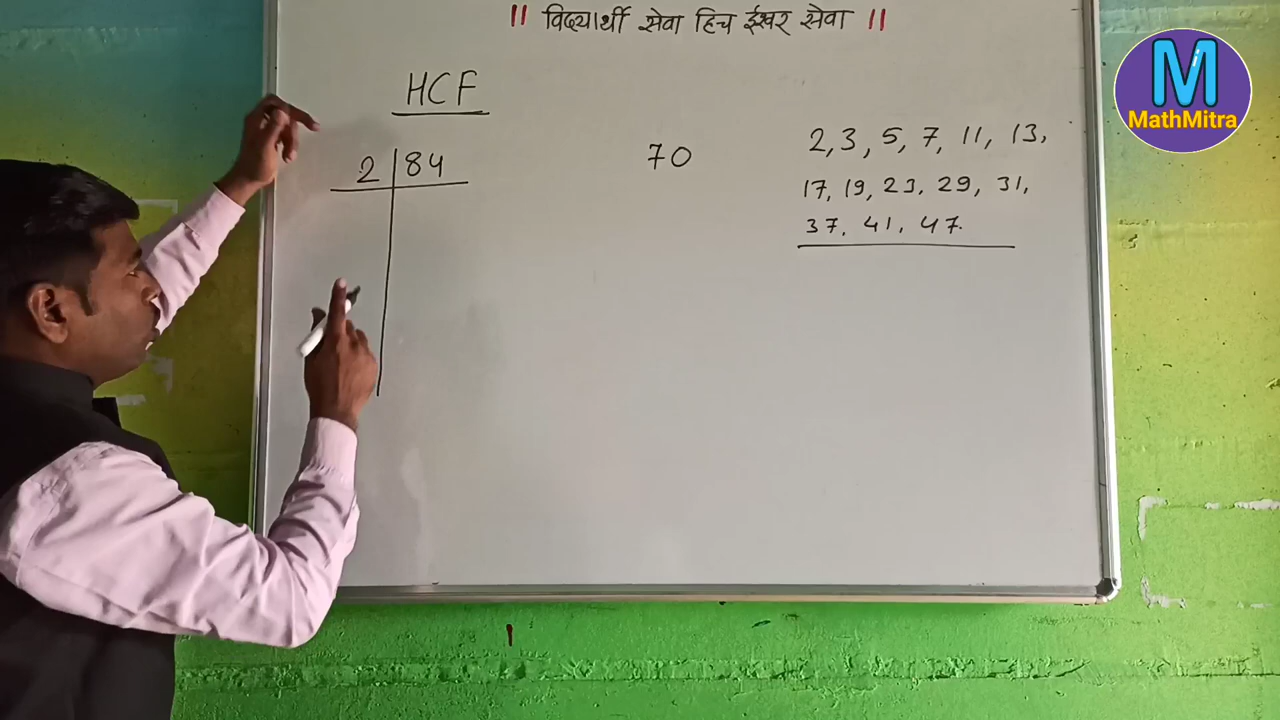 ॥ विद्यार्थी सेवा हिच ईश्वर सेवा ॥
M
MathMitra
HCF
2 | 84
70
2, 3, 5, 7, 11, 13,
17, 19, 23, 29, 31,
37, 41, 47.